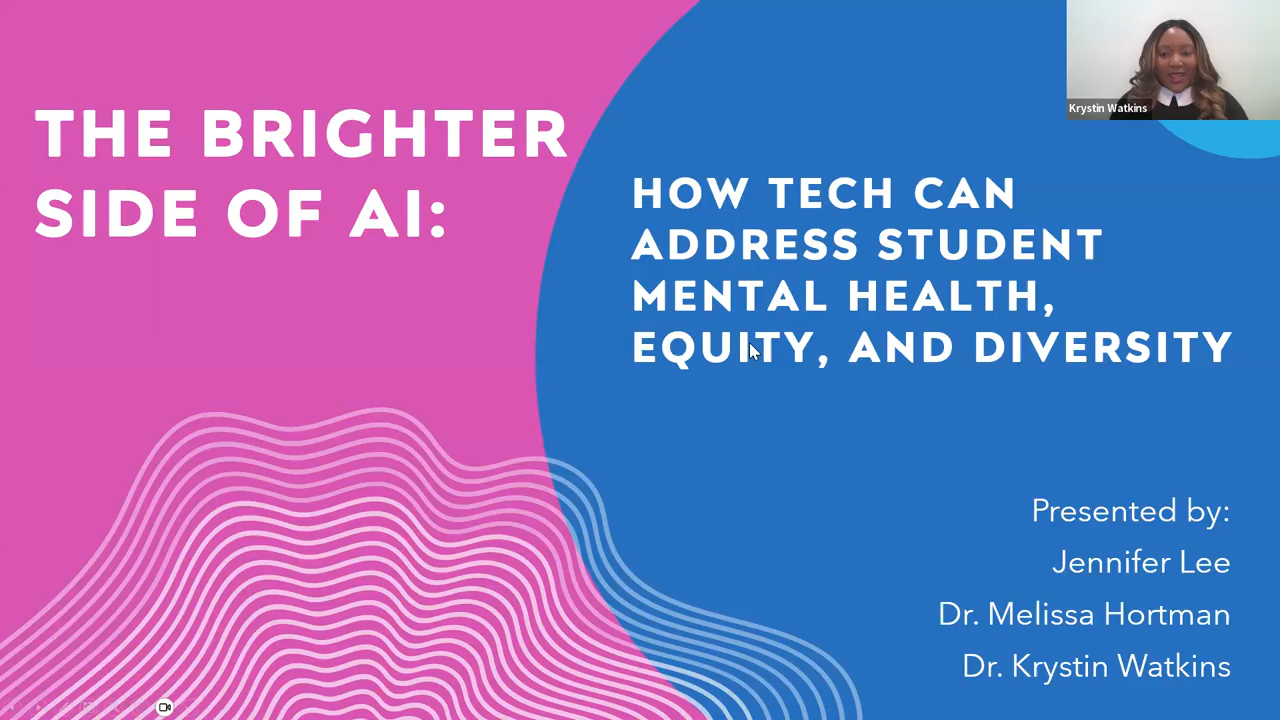 THE BRIGHTER
SIDE OF AI:
HOW TECH CAN
ADDRESS STUDENT
MENTAL HEALTH,
EQUITY, AND DIVERSITY
Presented by:
Jennifer Lee
Dr. Melissa Hortman
Dr. Krystin Watkins
Krystin Watkins